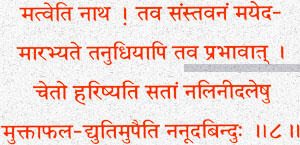 मत्वेति नाथ ! तव संस्तवनं मयेद-
मारभ्यते तनुधियापि तव प्रभावात् ।
चेतो हरिष्यति सतां नलिनीदलेषु
मुक्ताफल-द्युतिमुपैति ननूदबिन्दुः ॥८॥